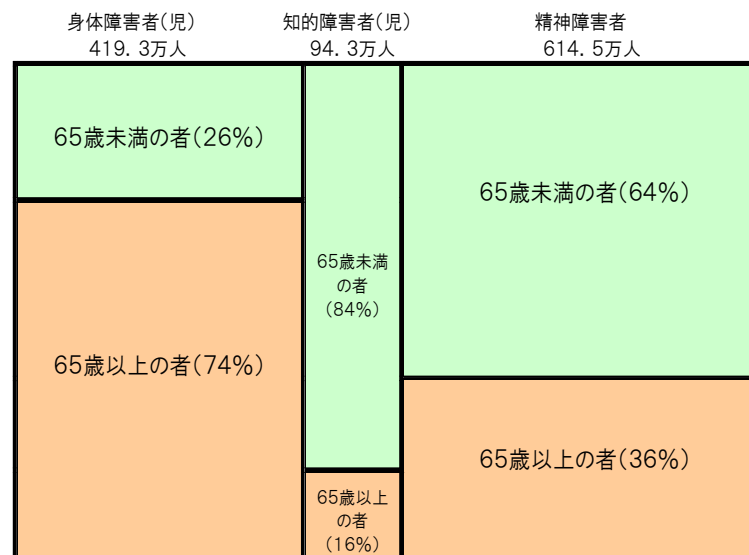 身体障害者(児)
419.3万人
知的障害者(児)
94.3万人
精神障害者
614.5万人
65歳未満の者(26%)
65歳以上の者(74%)
65歳未満
の者
(84%)
65歳以上
の者
(16%)
65歳未満の者(64%)
65歳以上の者(36%)